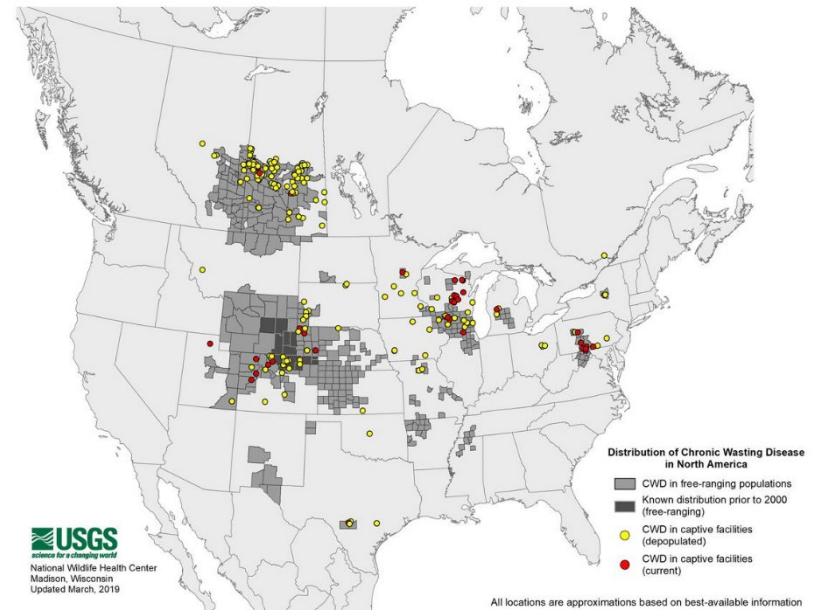 Distribution of Chronic Wasting Disease
in North America
CWD in free-ranging populations
Known distribution prior to 2000
(free-ranging)
CWD in captive facilities
(depopulated)
CWD in captive facilities
(current)
USGS
science for a changing world
National Wildlife Health Center
Madison, Wisconsin
Updated March, 2019
All locations are approximations based on best-available information